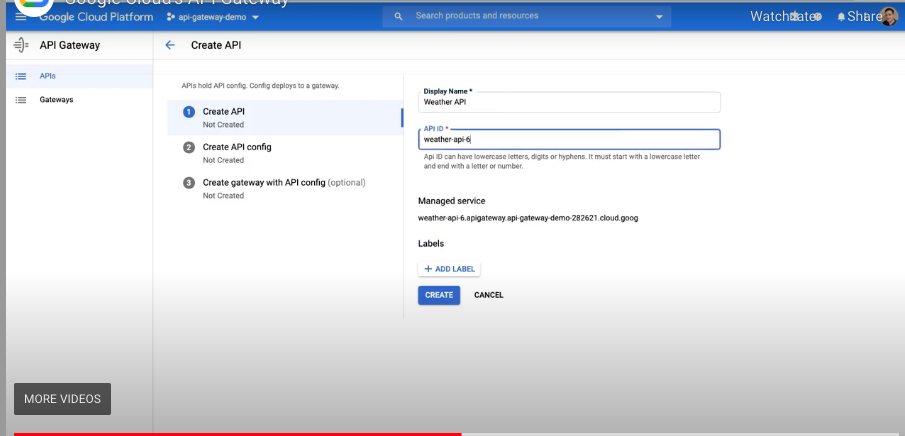 Google Cloud's API Gateway
Google Cloud Platform
api-gateway-demo
Search products and resources
Watch later
Share
API Gateway
Create API
APIs
Gateways
APIs hold API config. Config deploys to a gateway.
1 Create API
Not Created
2 Create API config
Not Created
3 Create gateway with API config (optional)
Not Created
Display Name *
Weather API
API ID *
weather-api-6
Api ID can have lowercase letters, digits or hyphens. It must start with a lowercase letter
and end with a letter or number.
Managed service
weather-api-6.apigateway.api-gateway-demo-282621.cloud.goog
Labels
+ ADD LABEL
CREATE
CANCEL
MORE VIDEOS